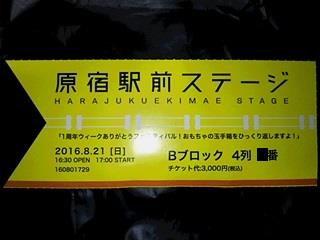 原宿駅前ステージ
HARAJUKUEKIMAE STAGE
「1周年ウィークありがとうフェスティバル!おもちゃの玉手箱をひっくり返しますよ!」
2016.8.21 [日]
16:30 OPEN 17:00 START
160801729
Bブロック 4列 番
チケット代:3,000円(税込)